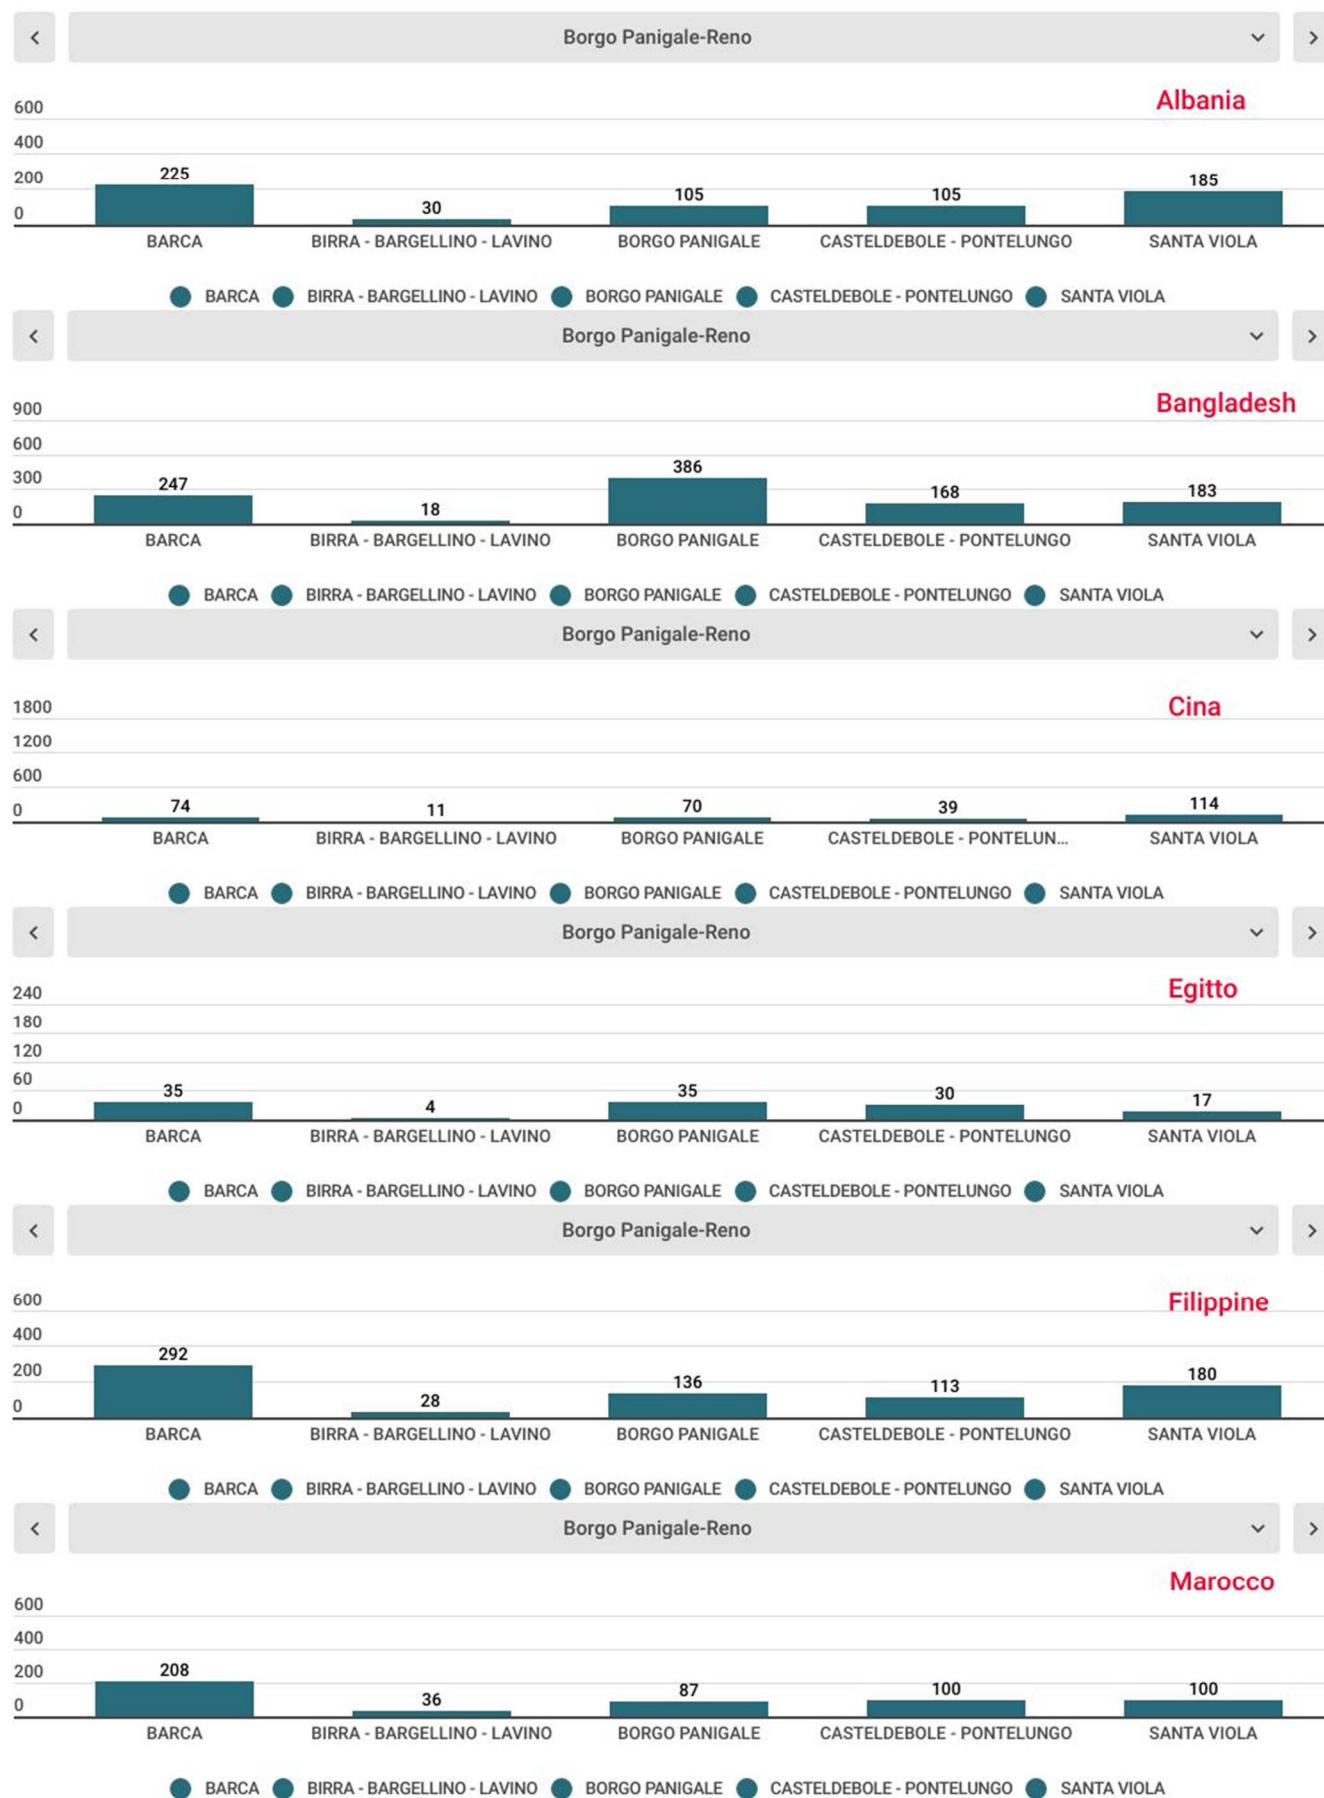 Borgo Panigale-Reno
Albania
600
400
200
0
225
30
105
105
185
BARCA
BIRRA - BARGELLINO - LAVINO
BORGO PANIGALE
CASTELDEBOLE - PONTELUNGO
SANTA VIOLA
BARCA BIRRA - BARGELLINO - LAVINO BORGO PANIGALE CASTELDEBOLE - PONTELUNGO SANTA VIOLA
Borgo Panigale-Reno
Bangladesh
900
600
300
0
247
18
386
168
183
BARCA
BIRRA - BARGELLINO - LAVINO
BORGO PANIGALE
CASTELDEBOLE - PONTELUNGO
SANTA VIOLA
BARCA BIRRA - BARGELLINO - LAVINO BORGO PANIGALE CASTELDEBOLE - PONTELUNGO SANTA VIOLA
Borgo Panigale-Reno
Cina
1800
1200
600
0
74
11
70
39
114
BARCA
BIRRA - BARGELLINO - LAVINO
BORGO PANIGALE
CASTELDEBOLE - PONTELUN...
SANTA VIOLA
BARCA BIRRA - BARGELLINO - LAVINO BORGO PANIGALE CASTELDEBOLE - PONTELUNGO SANTA VIOLA
Borgo Panigale-Reno
Egitto
240
180
120
60
0
35
4
35
30
17
BARCA
BIRRA - BARGELLINO - LAVINO
BORGO PANIGALE
CASTELDEBOLE - PONTELUNGO
SANTA VIOLA
BARCA BIRRA - BARGELLINO - LAVINO BORGO PANIGALE CASTELDEBOLE - PONTELUNGO SANTA VIOLA
Borgo Panigale-Reno
Filippine
600
400
200
0
292
28
136
113
180
BARCA
BIRRA - BARGELLINO - LAVINO
BORGO PANIGALE
CASTELDEBOLE - PONTELUNGO
SANTA VIOLA
BARCA BIRRA - BARGELLINO - LAVINO BORGO PANIGALE CASTELDEBOLE - PONTELUNGO SANTA VIOLA
Borgo Panigale-Reno
Marocco
600
400
200
0
208
36
87
100
100
BARCA
BIRRA - BARGELLINO - LAVINO
BORGO PANIGALE
CASTELDEBOLE - PONTELUNGO
SANTA VIOLA
BARCA BIRRA - BARGELLINO - LAVINO BORGO PANIGALE CASTELDEBOLE - PONTELUNGO SANTA VIOLA